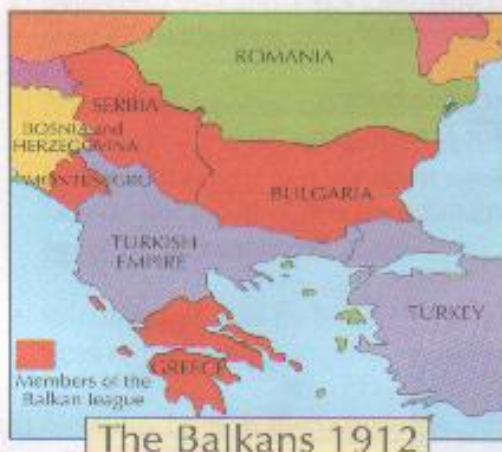 ROMANIA
SERBIA
BOSNIA and
HERZEGOVINA
MONTENEGRO
BULGARIA
TURKISH
EMPIRE
TURKEY
GREECE
Members of the
Balkan league
The Balkans 1912